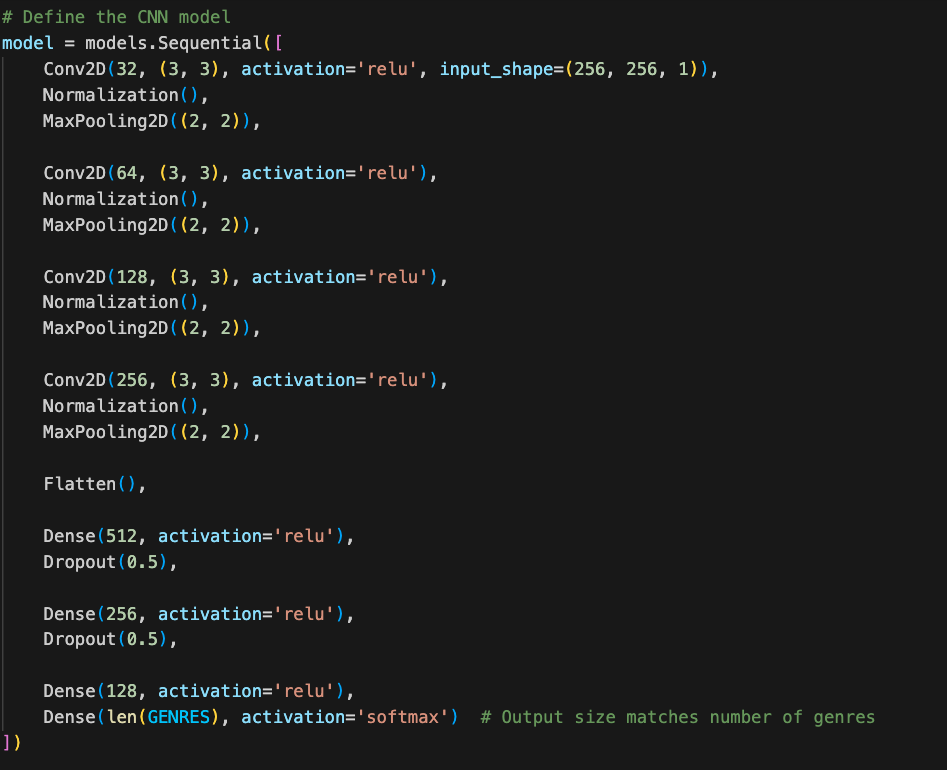 # Define the CNN model
model = models.Sequential([
    Conv2D(32, (3, 3), activation='relu', input_shape=(256, 256, 1)),
    Normalization(),
    MaxPooling2D((2, 2)),

    Conv2D(64, (3, 3), activation='relu'),
    Normalization(),
    MaxPooling2D((2, 2)),

    Conv2D(128, (3, 3), activation='relu'),
    Normalization(),
    MaxPooling2D((2, 2)),

    Conv2D(256, (3, 3), activation='relu'),
    Normalization(),
    MaxPooling2D((2, 2)),

    Flatten(),

    Dense(512, activation='relu'),
    Dropout(0.5),

    Dense(256, activation='relu'),
    Dropout(0.5),

    Dense(128, activation='relu'),
    Dense(len(GENRES), activation='softmax')  # Output size matches number of genres
])